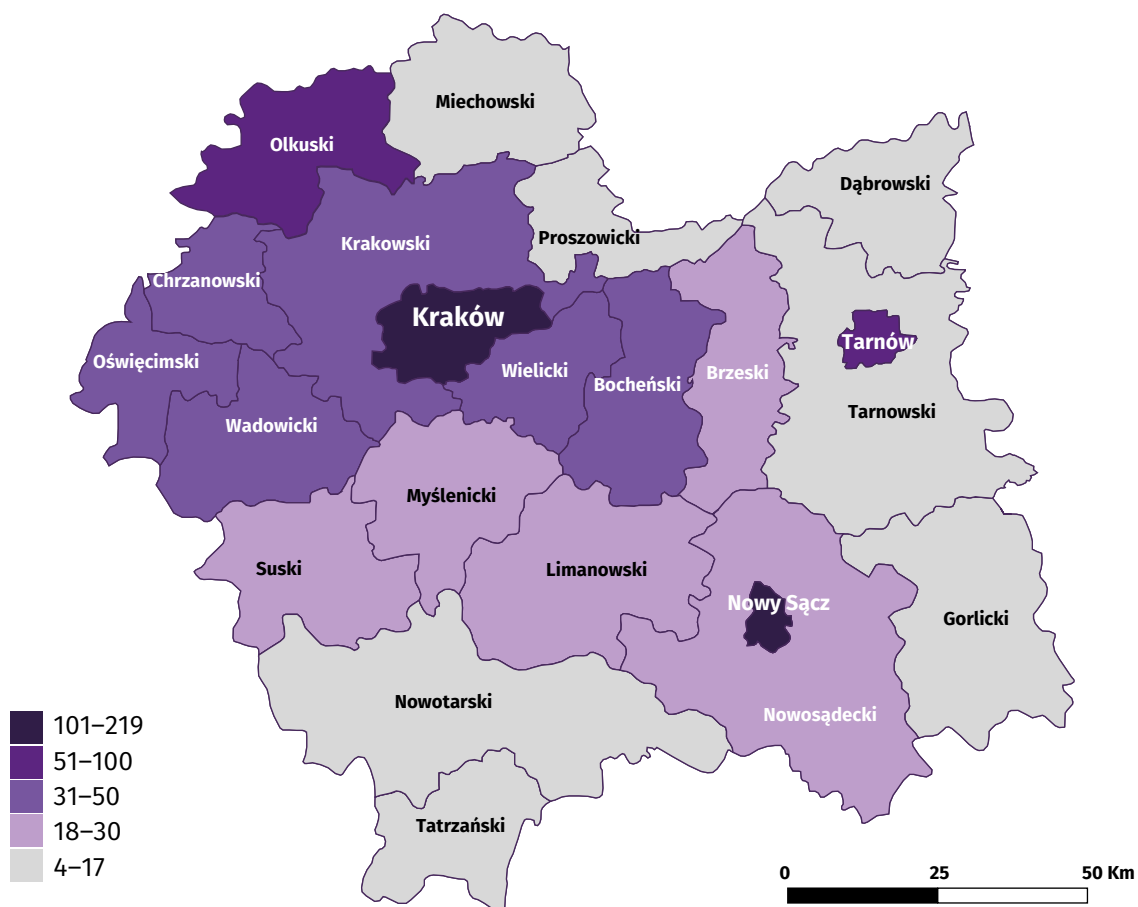 Miechowski
Olkuski
Dąbrowski
Proszowicki
Krakowski
Chrzanowski
Kraków
Tarnów
Oświęcimski
Wielicki
Brzeski
Bocheński
Tarnowski
Wadowicki
Myślenicki
Suski
Limanowski
Nowy Sącz
Gorlicki
Nowotarski
Nowosądecki
101–219
51–100
31–50
18–30
4–17
Tatrzański
0 25 50 Km